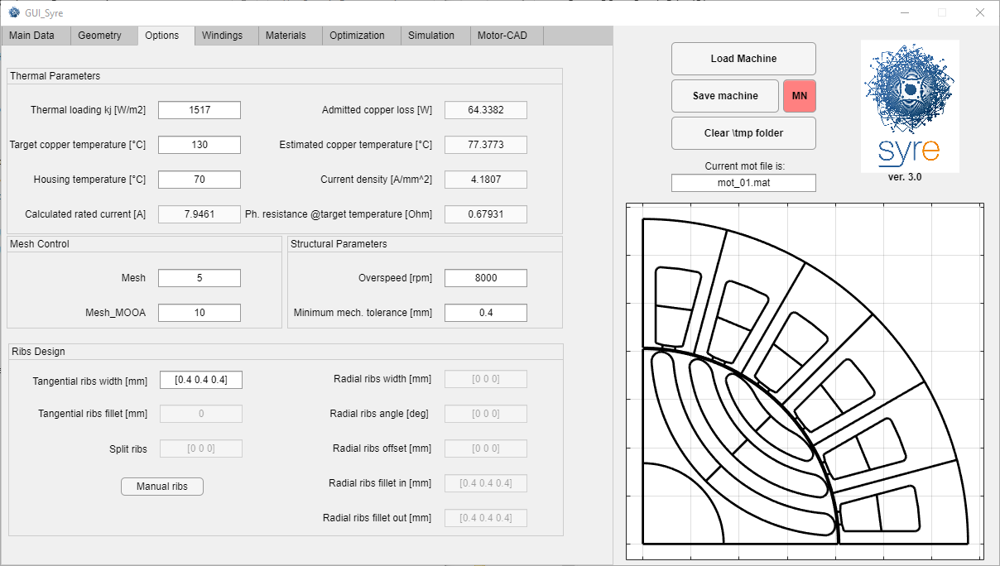 GUI_Syre
Main Data Geometry Options Windings Materials Optimization Simulation Motor-CAD
Thermal Parameters
Thermal loading kj [W/m2] 1517 Admitted copper loss [W] 64.3382
Target copper temperature [°C] 130 Estimated copper temperature [°C] 77.3773
Housing temperature [°C] 70 Current density [A/mm^2] 4.1807
Calculated rated current [A] 7.9461 Ph. resistance @target temperature [Ohm] 0.67931
Mesh Control Structural Parameters
Mesh 5 Overspeed [rpm] 8000
Mesh_MOOA 10 Minimum mech. tolerance [mm] 0.4
Ribs Design
Tangential ribs width [mm] [0.4 0.4 0.4] Radial ribs width [mm] [0 0 0]
Tangential ribs fillet [mm] 0 Radial ribs angle [deg] [0 0 0]
Split ribs [0 0 0] Radial ribs offset [mm] [0 0 0]
Manual ribs Radial ribs fillet in [mm] [0.4 0.4 0.4]
Radial ribs fillet out [mm] [0.4 0.4 0.4]
Load Machine
Save machine MN
Clear \tmp folder
Current mot file is:
mot_01.mat
syre
ver. 3.0